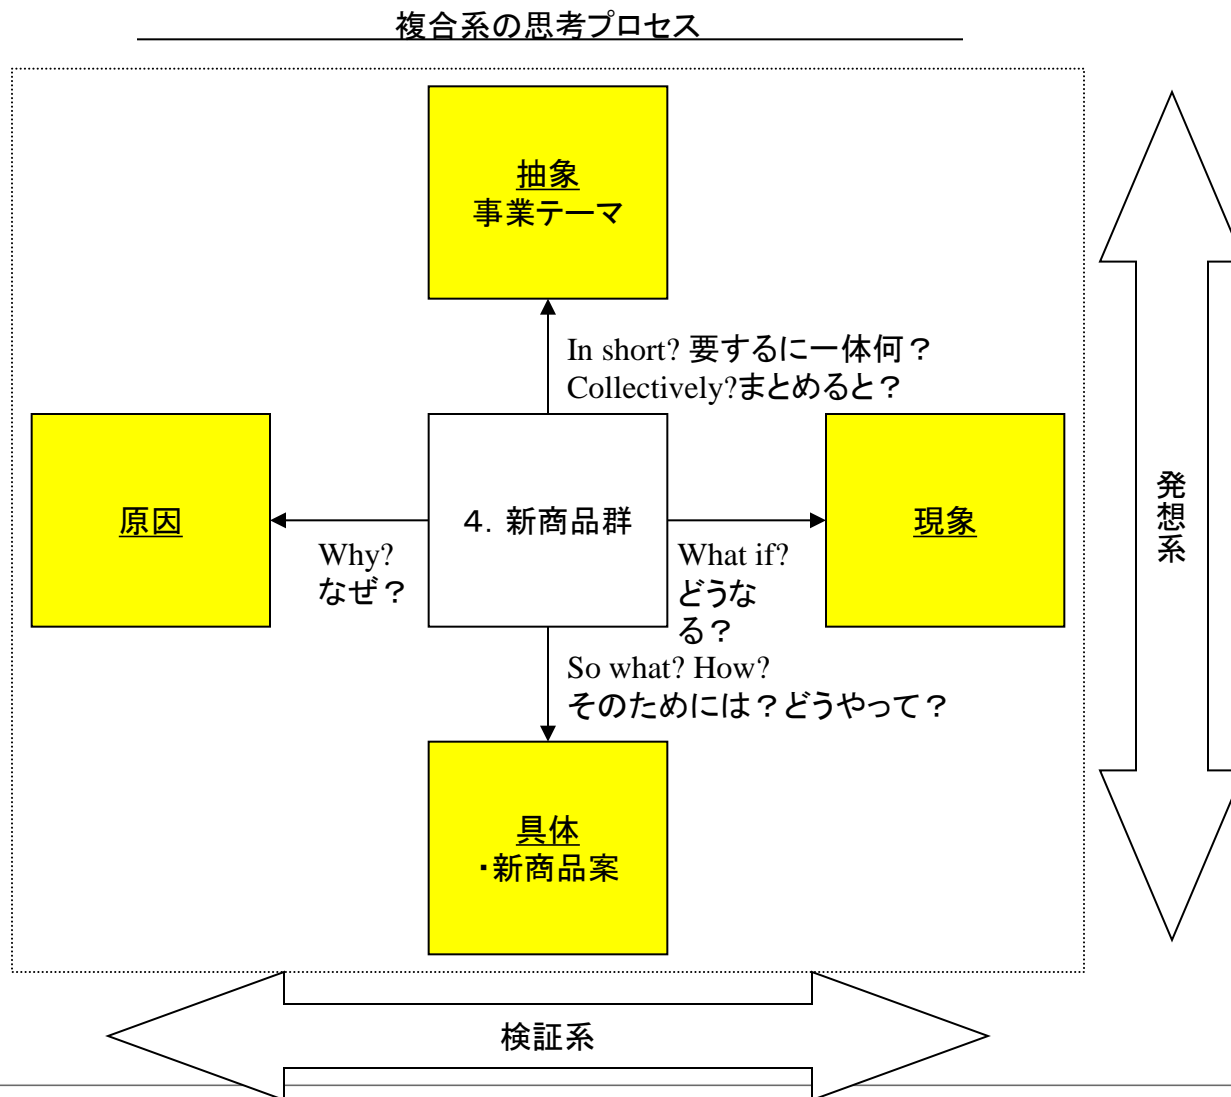 複合系の思考プロセス
抽象
事業テーマ
In short? 要するに一体何？
Collectively?まとめると？
原因
４．新商品群
現象
Why?
なぜ？
What if?
どうな
る？
So what? How?
そのためには？どうやって？
具体
・新商品案
発想系
検証系